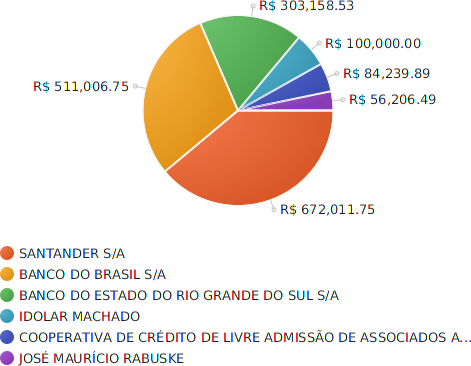 R$ 303,158.53
R$ 100,000.00
R$ 511,006.75
R$ 84,239.89
R$ 56,206.49
R$ 672,011.75
SANTANDER S/A
BANCO DO BRASIL S/A
BANCO DO ESTADO DO RIO GRANDE DO SUL S/A
IDOLAR MACHADO
COOPERATIVA DE CRÉDITO DE LIVRE ADMISSÃO DE ASSOCIADOS A...
JOSÉ MAURÍCIO RABUSKE